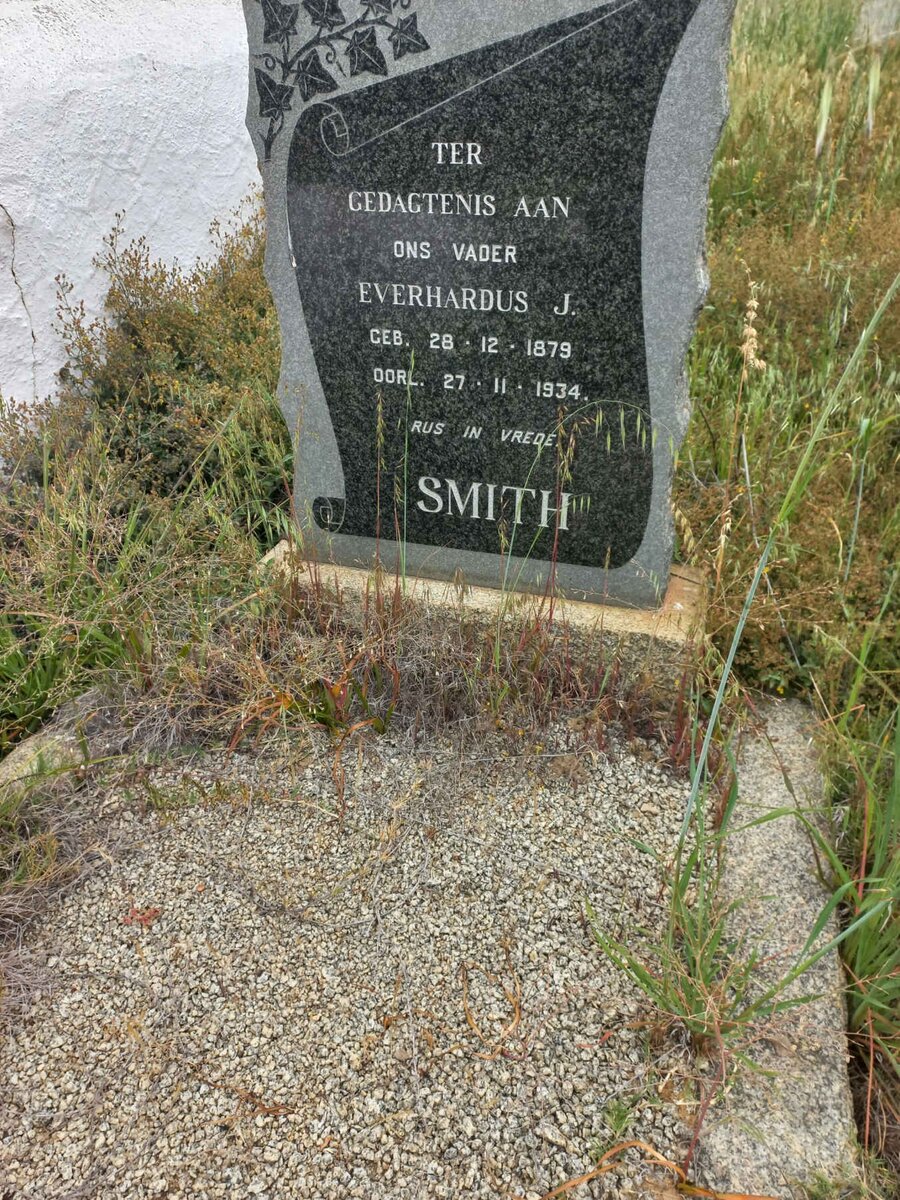 TER
GEDAGTENIS AAN
ONS VADER
EVERHARDUS J.
GEB. 28 · 12 · 1879
OORL. 27 · 11 · 1934.
RUS IN VREDE
SMITH